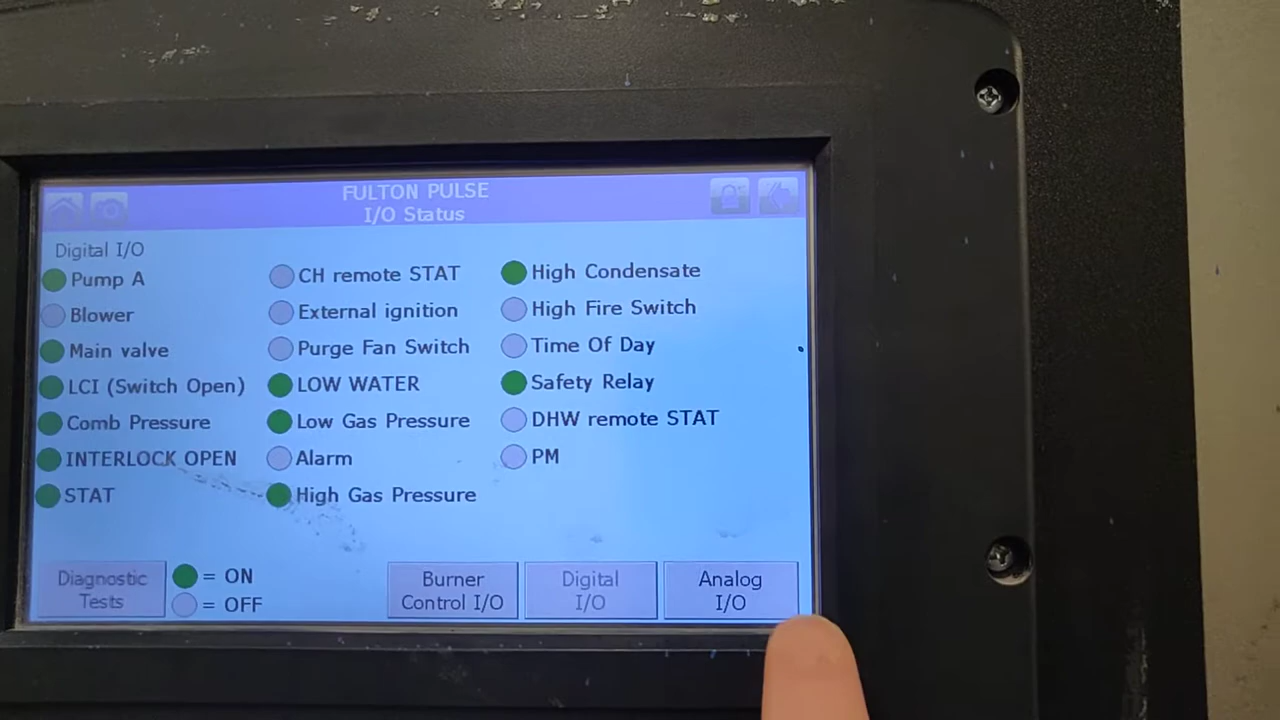 FULTON PULSE
I/O Status
Digital I/O
Pump A
Blower
Main valve
LCI (Switch Open)
Comb Pressure
INTERLOCK OPEN
STAT
CH remote STAT
External ignition
Purge Fan Switch
LOW WATER
Low Gas Pressure
Alarm
High Gas Pressure
High Condensate
High Fire Switch
Time Of Day
Safety Relay
DHW remote STAT
PM
Diagnostic
Tests
= ON
= OFF
Burner
Control I/O
Digital
I/O
Analog
I/O